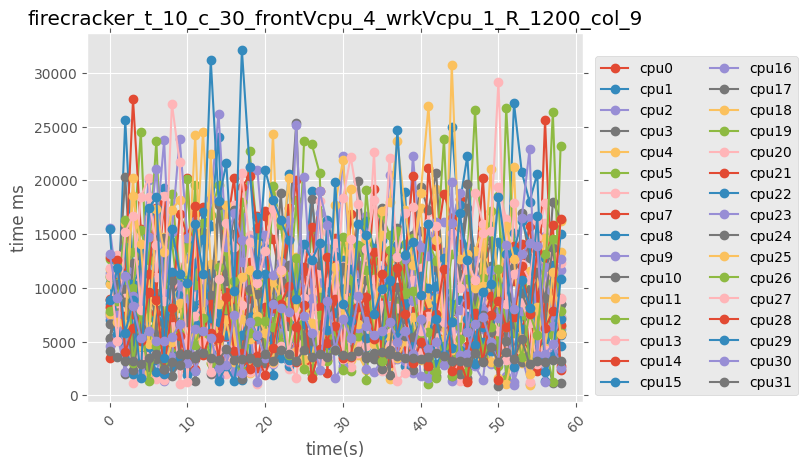 firecracker_t_10_c_30_frontVcpu_4_wrkVcpu_1_R_1200_col_9
30000
25000
20000
15000
10000
5000
0
time ms
0
10
20
30
40
50
60
time(s)
cpu0
cpu1
cpu2
cpu3
cpu4
cpu5
cpu6
cpu7
cpu8
cpu9
cpu10
cpu11
cpu12
cpu13
cpu14
cpu15
cpu16
cpu17
cpu18
cpu19
cpu20
cpu21
cpu22
cpu23
cpu24
cpu25
cpu26
cpu27
cpu28
cpu29
cpu30
cpu31